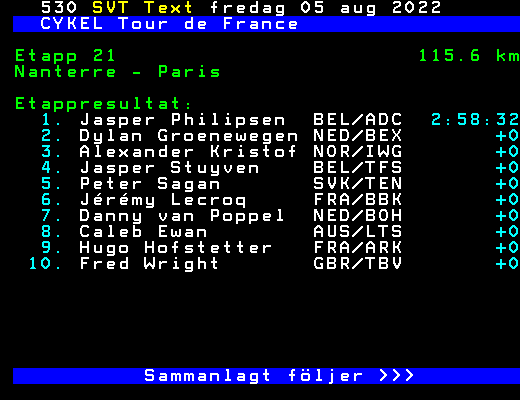 530 SVT Text fredag 05 aug 2022
CYKEL Tour de France
Etapp 21 115.6 km
Nanterre - Paris
Etappresultat:
1. Jasper Philipsen BEL/ADC 2:58:32
2. Dylan Groenewegen NED/BEX +0
3. Alexander Kristof NOR/IWG +0
4. Jasper Stuyven BEL/TFS +0
5. Peter Sagan SVK/TEN +0
6. Jérémy Lecroq FRA/BBK +0
7. Danny van Poppel NED/BOH +0
8. Caleb Ewan AUS/LTS +0
9. Hugo Hofstetter FRA/ARK +0
10. Fred Wright GBR/TBV +0
Sammanlagt följer >>>